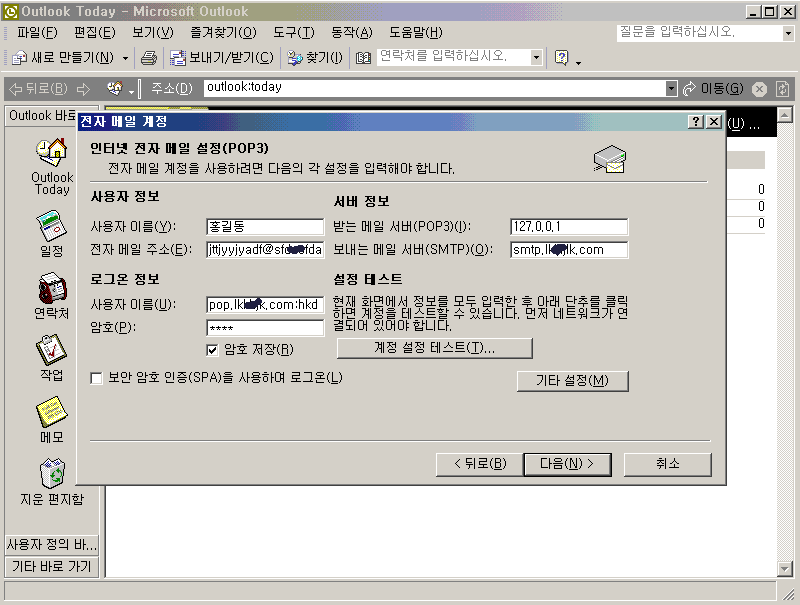 Outlook Today - Microsoft Outlook
파일(F) 편집(E) 보기(V) 즐겨찾기(O) 도구(T) 동작(A) 도움말(H) 질문을 입력하십시오.
새로 만들기(N) 보내기/받기(C) 찾기(I) 연락처를 입력하십시오.
뒤로(B) 주소(D) outlook:today 이동(G)
Outlook 바로
(U) ...
Outlook Today
일정
연락처
작업
메모
지운 편지함
사용자 정의 바...
기타 바로 가기
0
0
0
전자 메일 계정
인터넷 전자 메일 설정(POP3)
전자 메일 계정을 사용하려면 다음의 각 설정을 입력해야 합니다.
사용자 정보
사용자 이름(Y): 홍길동
전자 메일 주소(E):
서버 정보
받는 메일 서버(POP3)(I): 127.0.0.1
보내는 메일 서버(SMTP)(O):
로그온 정보
사용자 이름(U):
암호(P): ****
암호 저장(R)
보안 암호 인증(SPA)을 사용하여 로그온(L)
설정 테스트
현재 화면에서 정보를 모두 입력한 후 아래 단추를 클릭
하면 계정을 테스트할 수 있습니다. 먼저 네트워크가 연
결되어 있어야 합니다.
계정 설정 테스트(T)...
기타 설정(M)
< 뒤로(B) 다음(N) > 취소